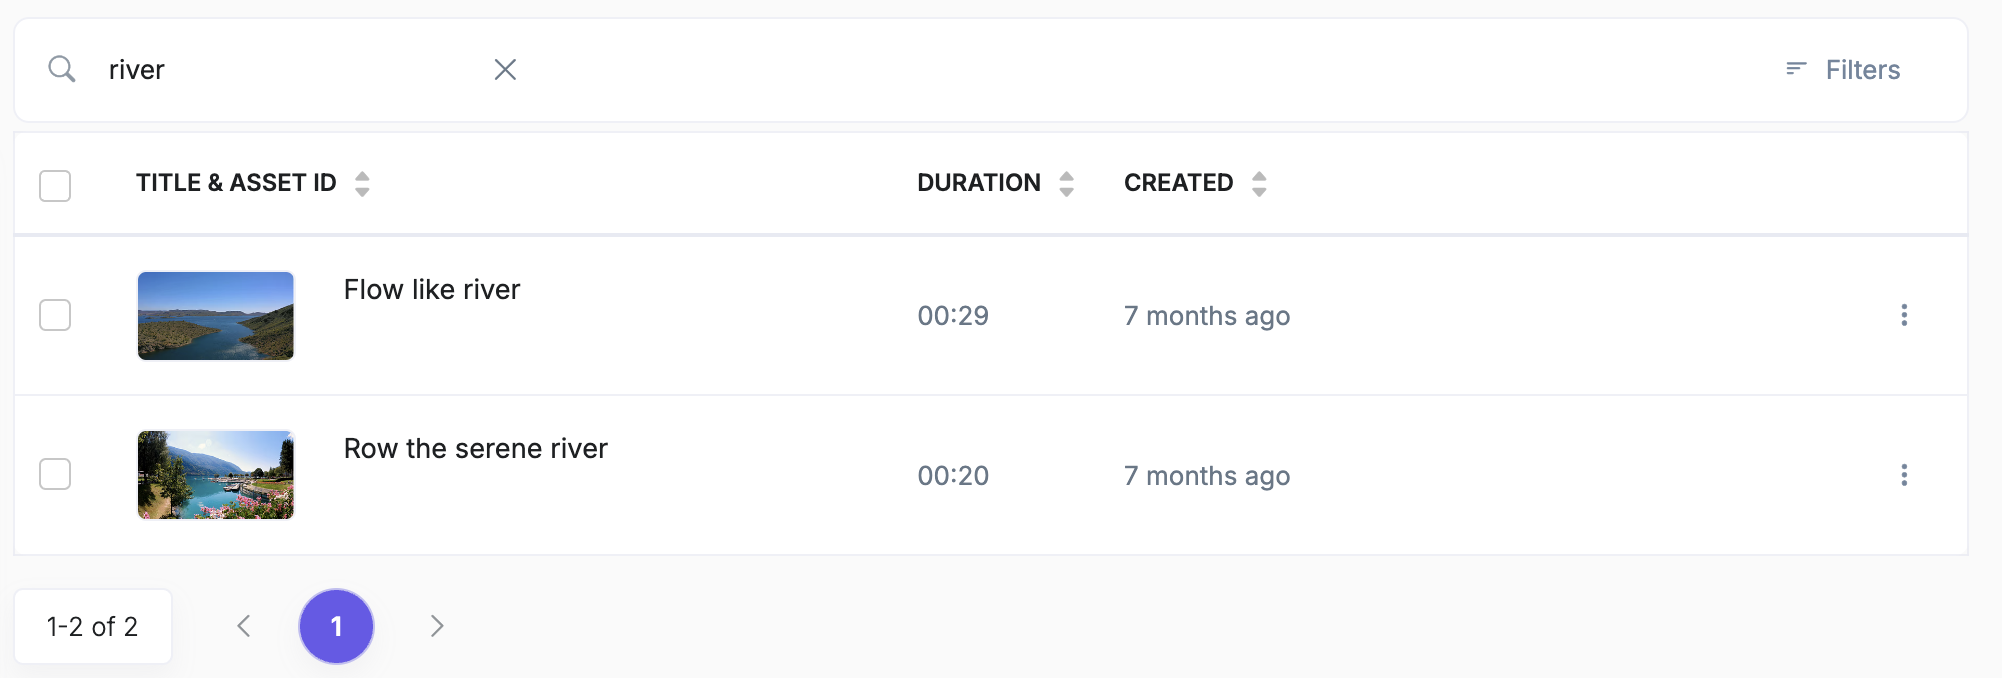 river
Filters
TITLE & ASSET ID DURATION CREATED
Flow like river
00:29 7 months ago
Row the serene river
00:20 7 months ago
1-2 of 2 1